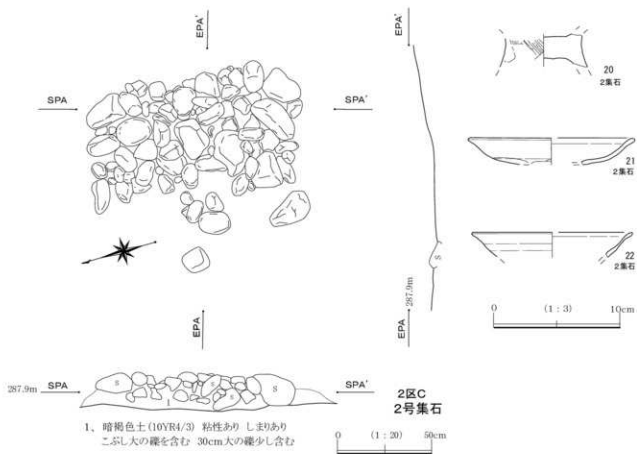 EPA'
EPA'
SPA
SPA'
20
2集石
21
2集石
22
2集石
0 (1:3) 10cm
S
287.9m
EPA
EPA
287.9m SPA
S
S
S
S
1
SPA'
2区C
2号集石
1、暗褐色土(10YR4/3) 粘性あり しまりあり
こぶし大の礫を含む 30cm大の礫少し含む
0 (1:20) 50cm